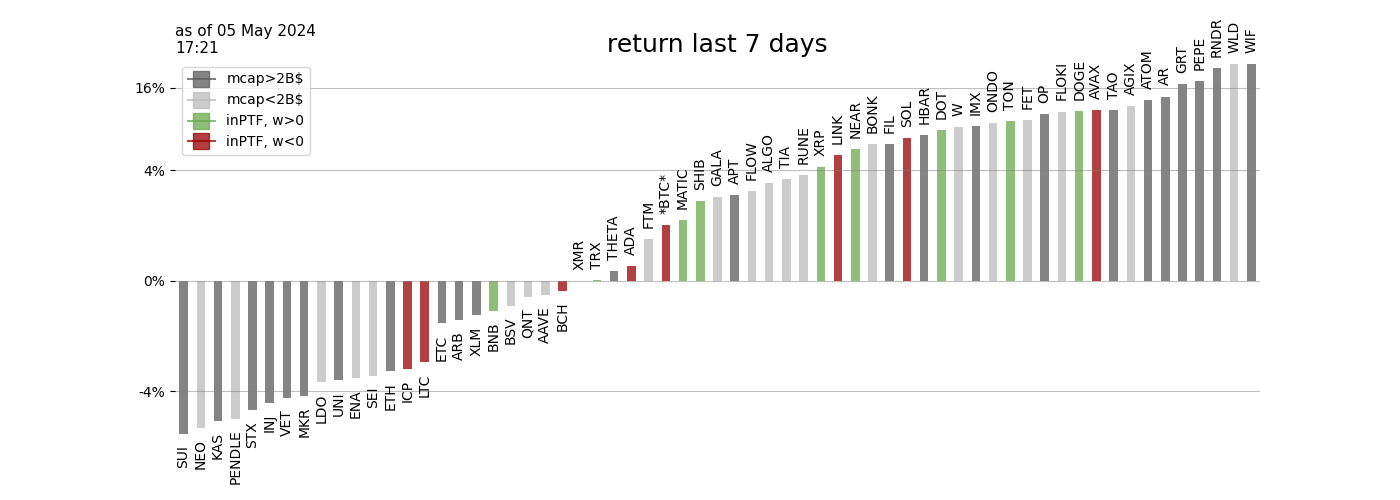 as of 05 May 2024
17:21
return last 7 days
mcap>2B$
mcap<2B$
inPTF, w>0
inPTF, w<0
16%
4%
0%
-4%
SUI
NEO
KAS
PENDLE
STX
INJ
VET
MKR
LDO
UNI
ENA
SEI
ETH
ICP
LTC
ETC
ARB
XLM
BNB
BSV
QNT
AAVE
BCH
XMR
TRX
THETA
ADA
FTM
*BTC*
MATIC
SHIB
GALA
APT
FLOW
ALGO
TIA
RUNE
XRP
LINK
NEAR
BONK
FIL
SOL
HBAR
DOT
W
IMX
ONDO
TON
FET
OP
FLOKI
DOGE
AVAX
TAO
AGIX
ATOM
AR
GRT
PEPE
RNDR
WLD
WIF